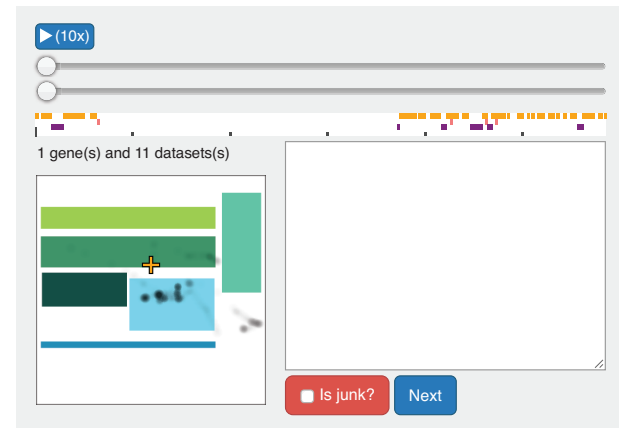 (10x)
1 gene(s) and 11 datasets(s)
Is junk?
Next